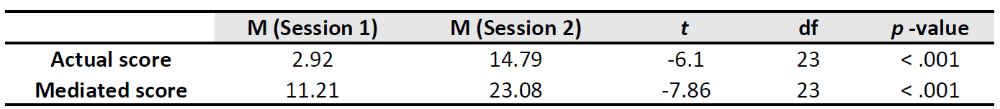 M (Session 1) M (Session 2) t df p -value
Actual score 2.92 14.79 -6.1 23 < .001
Mediated score 11.21 23.08 -7.86 23 < .001